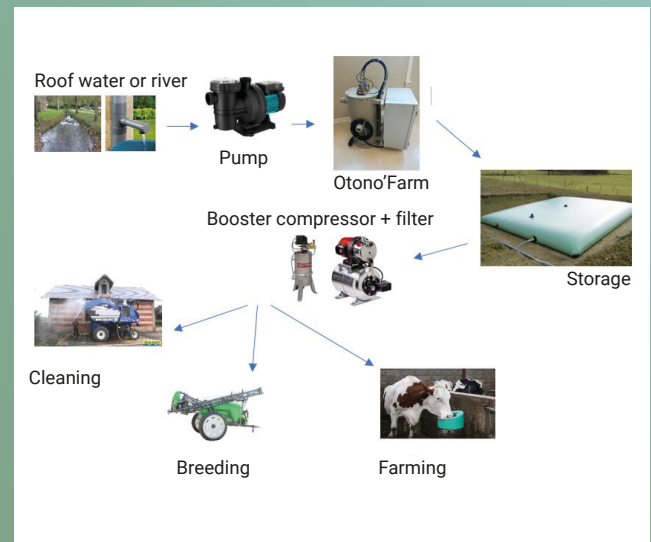 Roof water or river
Pump
Otono'Farm
Booster compressor + filter
Storage
Cleaning
Breeding
Farming